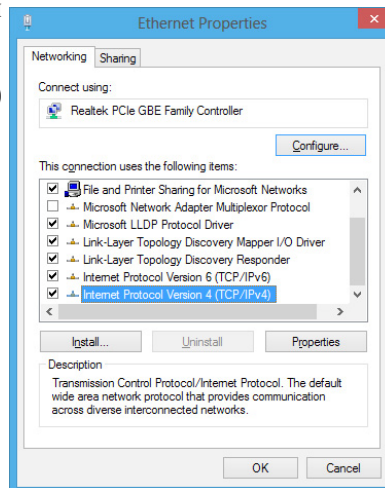 Ethernet Properties
Networking Sharing
Connect using:
Realtek PCIe GBE Family Controller
Configure...
This connection uses the following items:
File and Printer Sharing for Microsoft Networks
Microsoft Network Adapter Multiplexor Protocol
Microsoft LLDP Protocol Driver
Link-Layer Topology Discovery Mapper I/O Driver
Link-Layer Topology Discovery Responder
Internet Protocol Version 6 (TCP/IPv6)
Internet Protocol Version 4 (TCP/IPv4)
Install... Uninstall Properties
Description
Transmission Control Protocol/Internet Protocol. The default
wide area network protocol that provides communication
across diverse interconnected networks.
OK Cancel